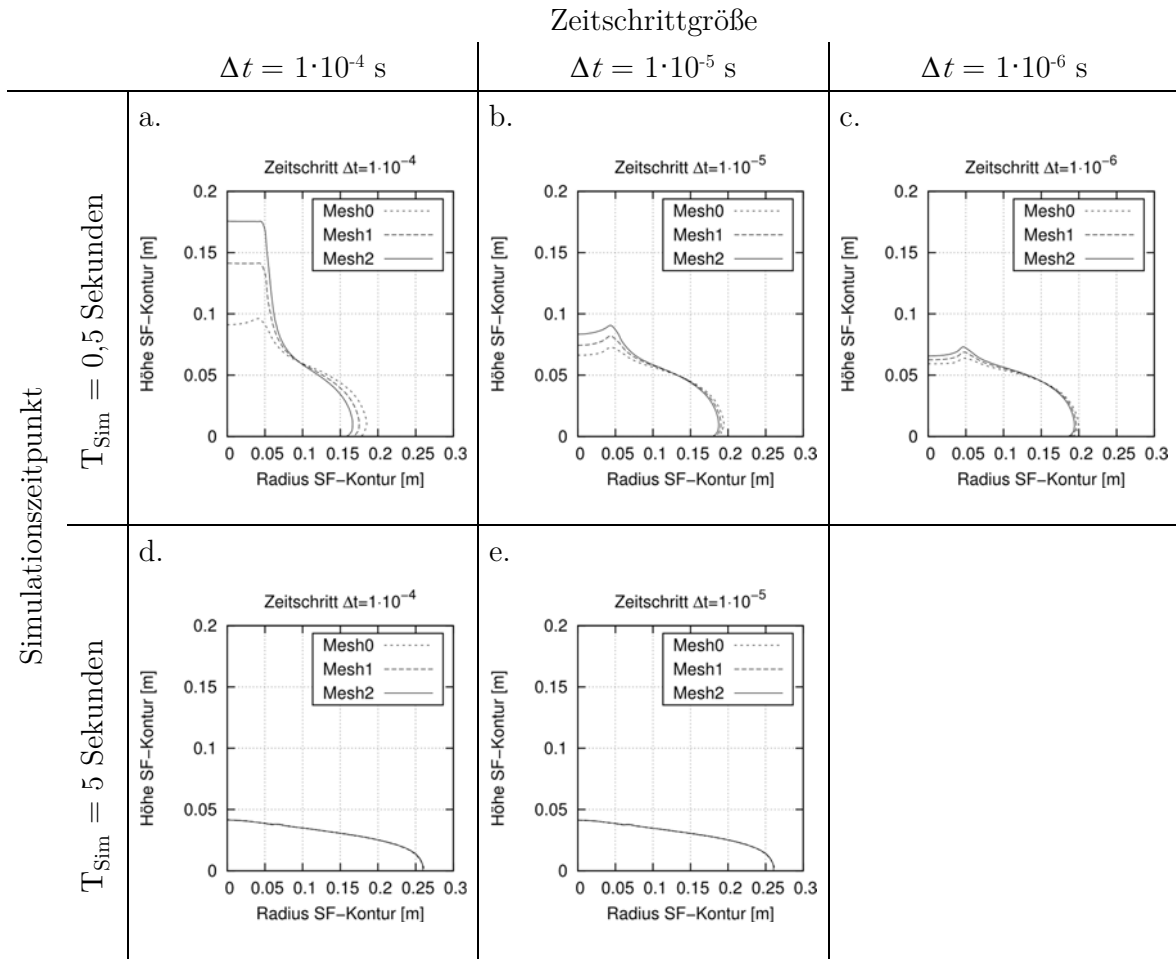 Zeitschrittgröße
Δt = 1·10⁻⁴ s
Δt = 1·10⁻⁵ s
Δt = 1·10⁻⁶ s
Simulationszeitpunkt
T_Sim = 0,5 Sekunden
a.
Zeitschritt Δt=1·10⁻⁴
Mesh0
Mesh1
Mesh2
0.2
0.15
0.1
0.05
0
Höhe SF−Kontur [m]
0 0.05 0.1 0.15 0.2 0.25 0.3
Radius SF−Kontur [m]
b.
Zeitschritt Δt=1·10⁻⁵
Mesh0
Mesh1
Mesh2
0.2
0.15
0.1
0.05
0
Höhe SF−Kontur [m]
0 0.05 0.1 0.15 0.2 0.25 0.3
Radius SF−Kontur [m]
c.
Zeitschritt Δt=1·10⁻⁶
Mesh0
Mesh1
Mesh2
0.2
0.15
0.1
0.05
0
Höhe SF−Kontur [m]
0 0.05 0.1 0.15 0.2 0.25 0.3
Radius SF−Kontur [m]
T_Sim = 5 Sekunden
d.
Zeitschritt Δt=1·10⁻⁴
Mesh0
Mesh1
Mesh2
0.2
0.15
0.1
0.05
0
Höhe SF−Kontur [m]
0 0.05 0.1 0.15 0.2 0.25 0.3
Radius SF−Kontur [m]
e.
Zeitschritt Δt=1·10⁻⁵
Mesh0
Mesh1
Mesh2
0.2
0.15
0.1
0.05
0
Höhe SF−Kontur [m]
0 0.05 0.1 0.15 0.2 0.25 0.3
Radius SF−Kontur [m]